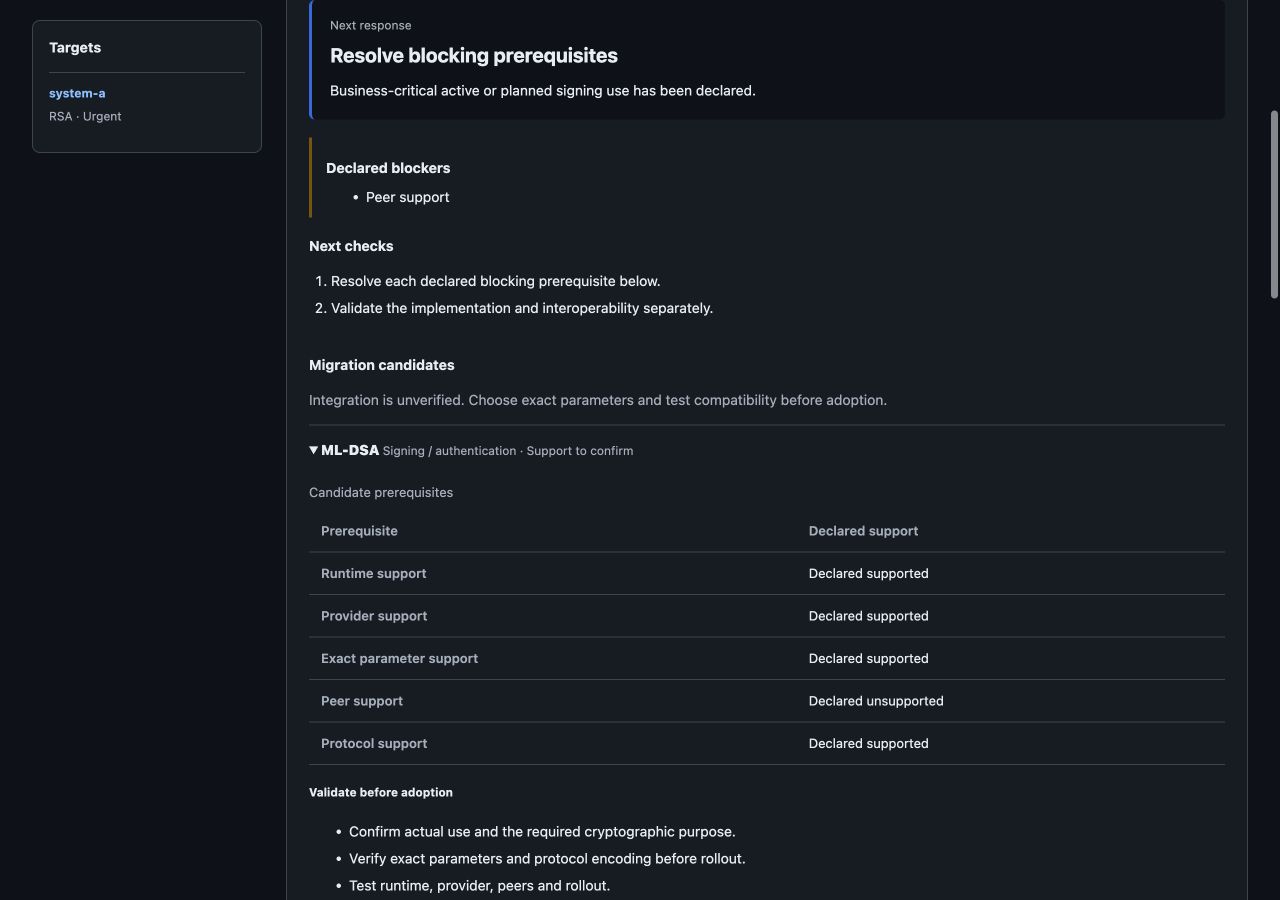 Targets
system-a
RSA · Urgent
Next response
Resolve blocking prerequisites
Business-critical active or planned signing use has been declared.
Declared blockers
• Peer support
Next checks
1. Resolve each declared blocking prerequisite below.
2. Validate the implementation and interoperability separately.
Migration candidates
Integration is unverified. Choose exact parameters and test compatibility before adoption.
▼ ML-DSA Signing / authentication · Support to confirm
Candidate prerequisites
Prerequisite Declared support
Runtime support Declared supported
Provider support Declared supported
Exact parameter support Declared supported
Peer support Declared unsupported
Protocol support Declared supported
Validate before adoption
• Confirm actual use and the required cryptographic purpose.
• Verify exact parameters and protocol encoding before rollout.
• Test runtime, provider, peers and rollout.